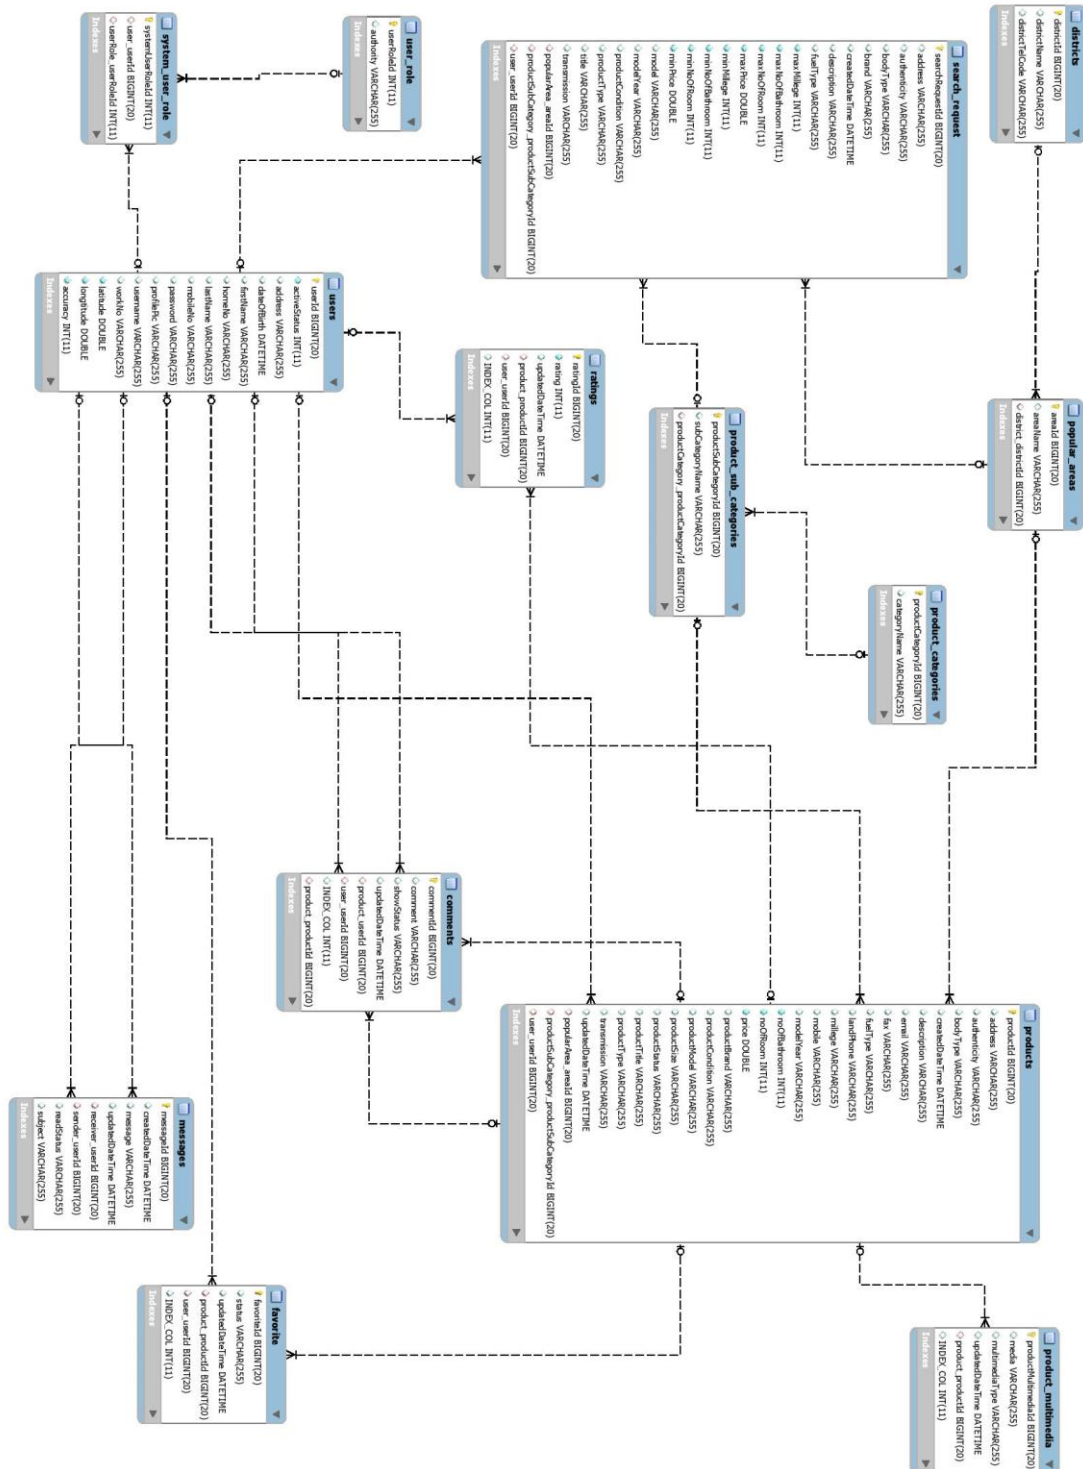 districts
districtId BIGINT(20)
districtName VARCHAR(255)
districtTelCode VARCHAR(255)
Indexes
popular_areas
areaId BIGINT(20)
areaName VARCHAR(255)
district_districtId BIGINT(20)
Indexes
product_categories
productCategoryId BIGINT(20)
categoryName VARCHAR(255)
Indexes
product_multimedia
productMultimediaId BIGINT(20)
media VARCHAR(255)
multimediaType VARCHAR(255)
updatedDateTime DATETIME
product_productId BIGINT(20)
INDEX_COL INT(11)
Indexes
search_request
searchRequestId BIGINT(20)
address VARCHAR(255)
authenticity VARCHAR(255)
bodyType VARCHAR(255)
brand VARCHAR(255)
createdDateTime DATETIME
description VARCHAR(255)
fuelType VARCHAR(255)
maxMillege INT(11)
maxNoOfBathroom INT(11)
maxNoOfRoom INT(11)
maxPrice DOUBLE
minMillege INT(11)
minNoOfBathroom INT(11)
minNoOfRoom INT(11)
minPrice DOUBLE
model VARCHAR(255)
modelYear VARCHAR(255)
productCondition VARCHAR(255)
productType VARCHAR(255)
title VARCHAR(255)
transmission VARCHAR(255)
popularArea_areaId BIGINT(20)
productSubCategory_productSubCategoryId BIGINT(20)
user_userId BIGINT(20)
Indexes
product_sub_categories
productSubCategoryId BIGINT(20)
subCategoryName VARCHAR(255)
productCategory_productCategoryId BIGINT(20)
Indexes
products
productId BIGINT(20)
address VARCHAR(255)
authenticity VARCHAR(255)
bodyType VARCHAR(255)
createdDateTime DATETIME
description VARCHAR(255)
email VARCHAR(255)
fax VARCHAR(255)
fuelType VARCHAR(255)
landPhone VARCHAR(255)
millege VARCHAR(255)
mobile VARCHAR(255)
modelYear VARCHAR(255)
noOfBathroom INT(11)
noOfRoom INT(11)
price DOUBLE
productBrand VARCHAR(255)
productCondition VARCHAR(255)
productModel VARCHAR(255)
productSize VARCHAR(255)
productStatus VARCHAR(255)
productTitle VARCHAR(255)
productType VARCHAR(255)
transmission VARCHAR(255)
updatedDateTime DATETIME
popularArea_areaId BIGINT(20)
productSubCategory_productSubCategoryId BIGINT(20)
user_userId BIGINT(20)
Indexes
ratings
ratingId BIGINT(20)
rating INT(11)
updatedDateTime DATETIME
product_productId BIGINT(20)
user_userId BIGINT(20)
INDEX_COL INT(11)
Indexes
user_role
userRoleId INT(11)
authority VARCHAR(255)
Indexes
comments
commentId BIGINT(20)
comment VARCHAR(255)
showStatus VARCHAR(255)
updatedDateTime DATETIME
product_userId BIGINT(20)
user_userId BIGINT(20)
INDEX_COL INT(11)
product_productId BIGINT(20)
Indexes
users
userId BIGINT(20)
activeStatus INT(11)
address VARCHAR(255)
dateOfBirth DATETIME
firstName VARCHAR(255)
homeNo VARCHAR(255)
lastName VARCHAR(255)
mobileNo VARCHAR(255)
password VARCHAR(255)
profilePic VARCHAR(255)
username VARCHAR(255)
workNo VARCHAR(255)
latitude DOUBLE
longtitude DOUBLE
accuracy INT(11)
Indexes
favorite
favoriteId BIGINT(20)
status VARCHAR(255)
updatedDateTime DATETIME
product_productId BIGINT(20)
user_userId BIGINT(20)
INDEX_COL INT(11)
Indexes
system_user_role
systemUserRoleId INT(11)
user_userId BIGINT(20)
userRole_userRoleId INT(11)
Indexes
messages
messageId BIGINT(20)
createdDateTime DATETIME
message VARCHAR(255)
updatedDateTime DATETIME
receiver_userId BIGINT(20)
sender_userId BIGINT(20)
readStatus VARCHAR(255)
subject VARCHAR(255)
Indexes